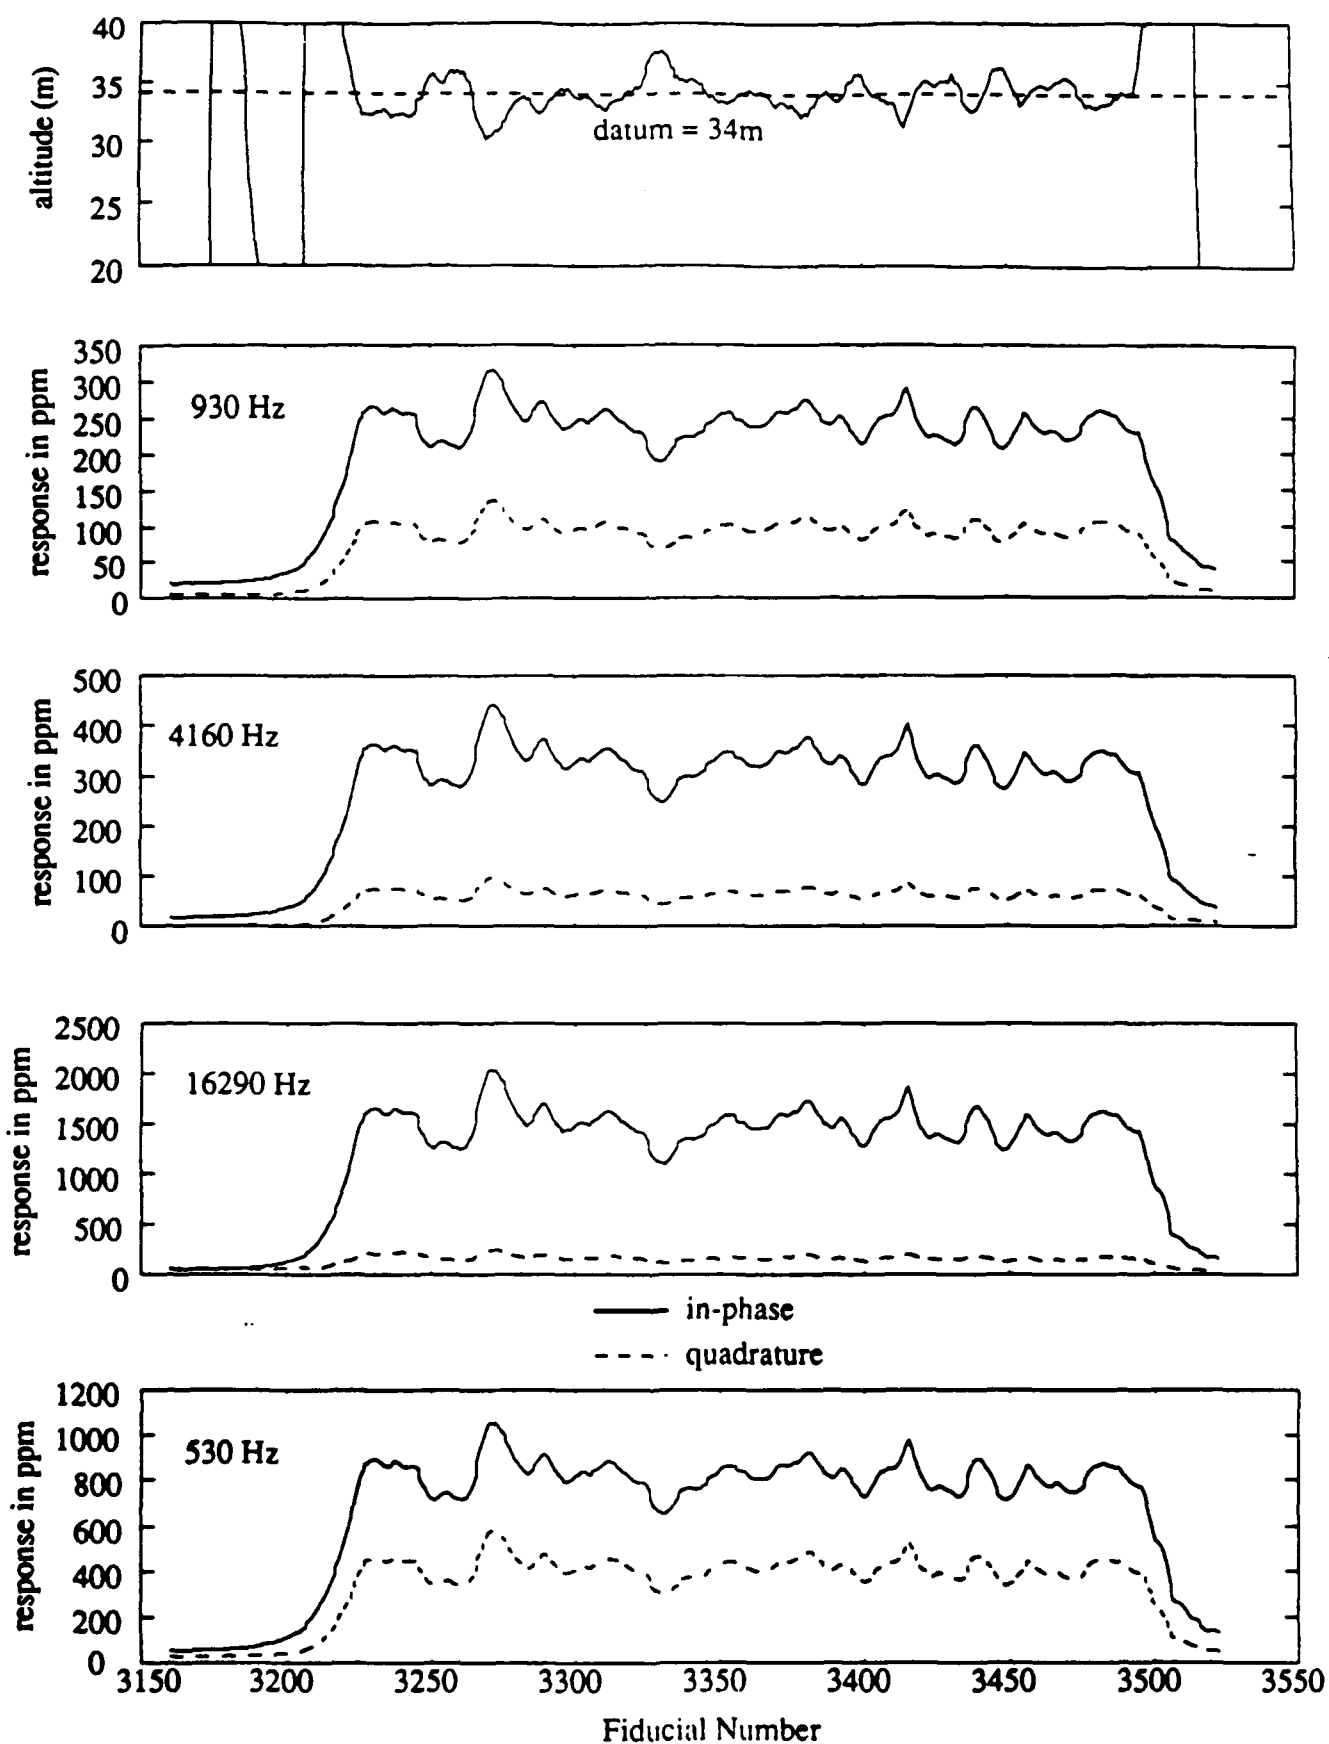 altitude (m)
40
35
30
25
20
datum = 34m
response in ppm
350
300
250
200
150
100
50
0
930 Hz
response in ppm
500
400
300
200
100
0
4160 Hz
response in ppm
2500
2000
1500
1000
500
0
16290 Hz
in-phase
quadrature
response in ppm
1200
1000
800
600
400
200
0
530 Hz
3150 3200 3250 3300 3350 3400 3450 3500 3550
Fiducial Number